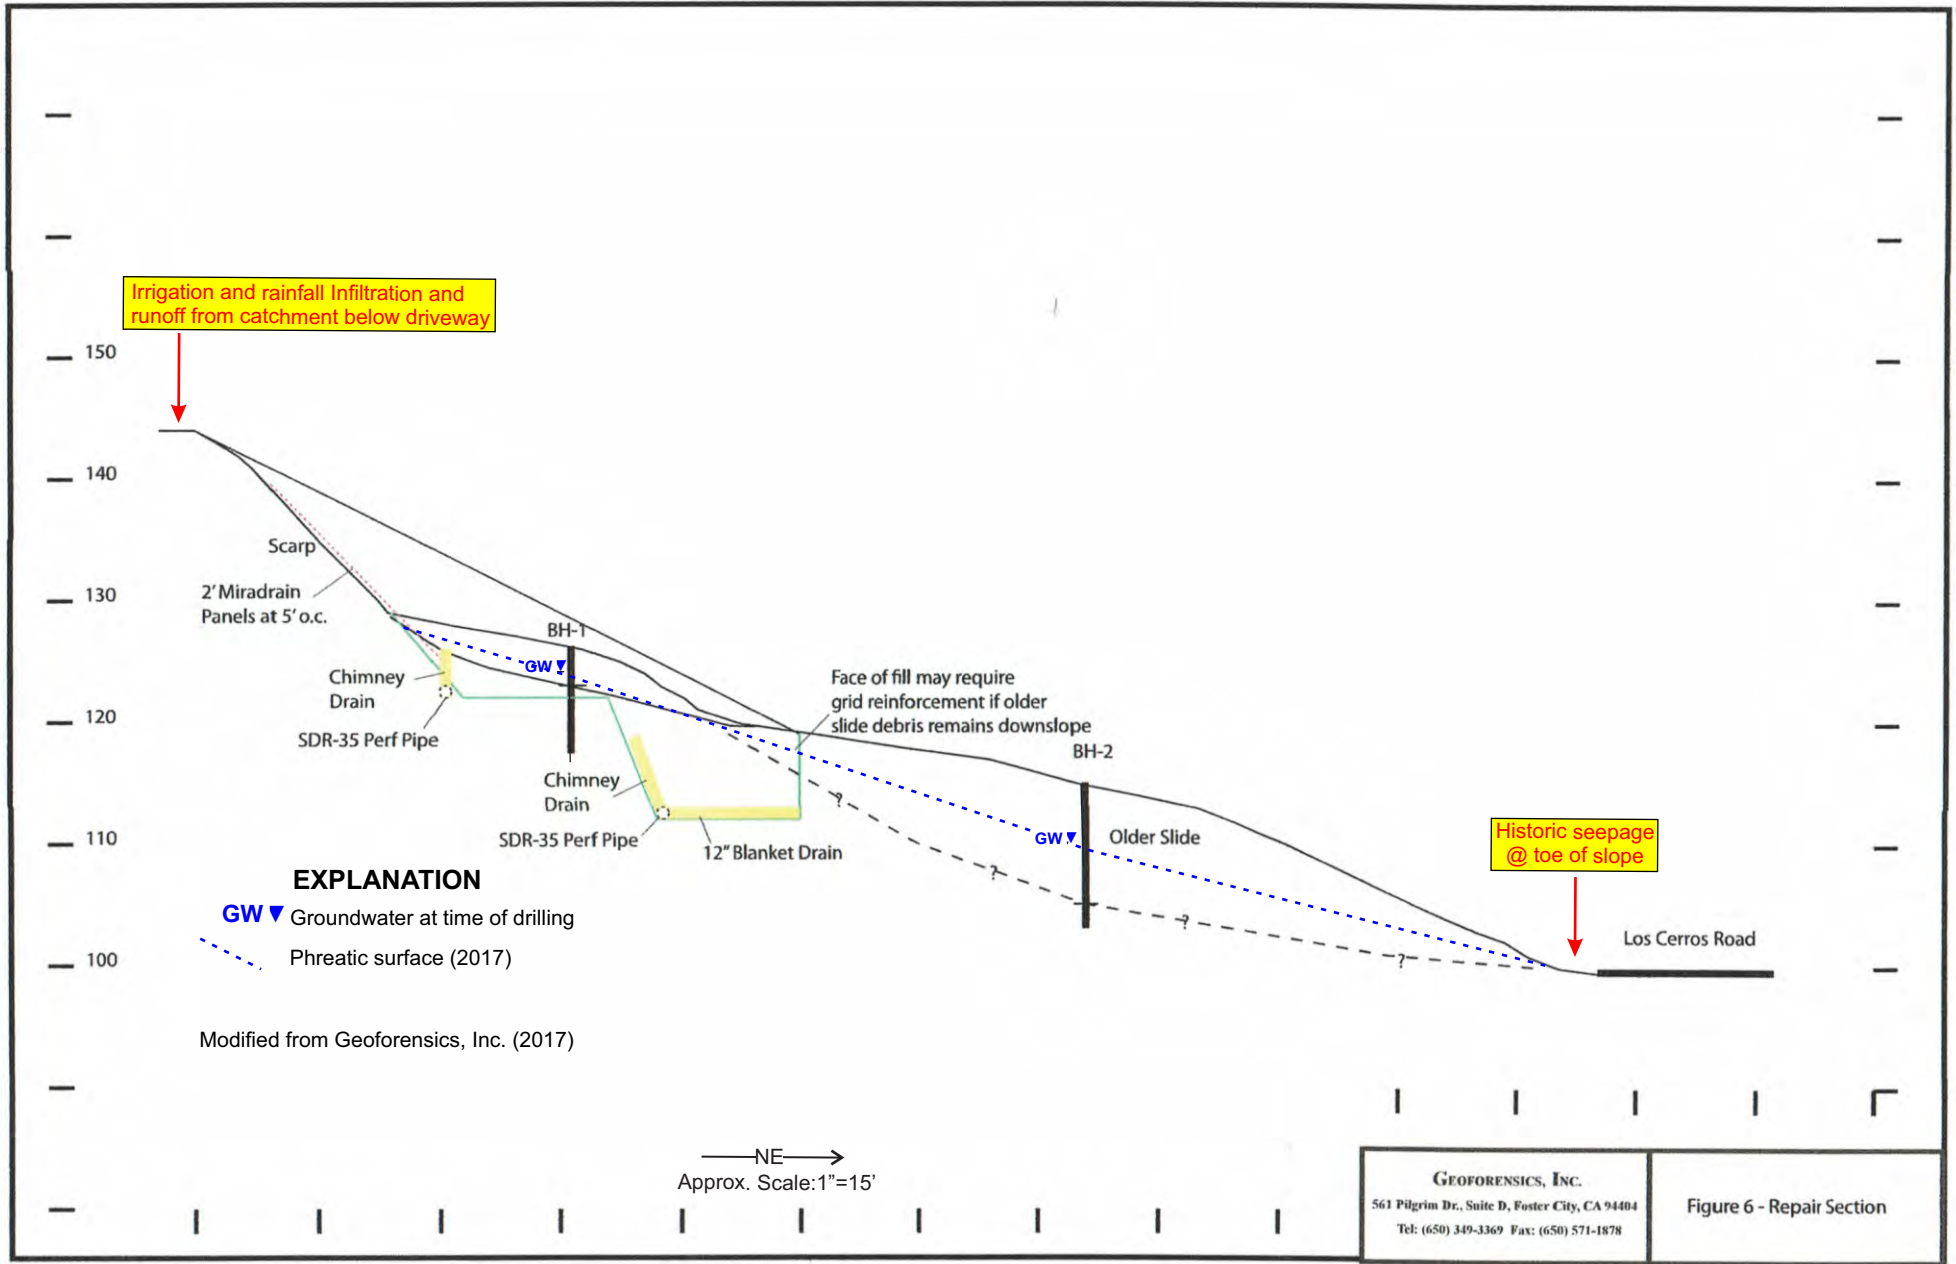 Irrigation and rainfall Infiltration and
runoff from catchment below driveway
150
140
Scarp
2' Miradrain
Panels at 5' o.c.
130
BH-1
GW
Chimney
Drain
SDR-35 Perf Pipe
120
Face of fill may require
grid reinforcement if older
slide debris remains downslope
BH-2
Chimney
Drain
SDR-35 Perf Pipe
12" Blanket Drain
?
?
?
?
GW
Older Slide
110
Historic seepage
@ toe of slope
Los Cerros Road
EXPLANATION
GW Groundwater at time of drilling
Phreatic surface (2017)
100
Modified from Geoforensics, Inc. (2017)
NE
Approx. Scale:1"=15'
GEOFORENSICS, INC.
561 Pilgrim Dr., Suite D, Foster City, CA 94404
Tel: (650) 349-3369 Fax: (650) 571-1878
Figure 6 - Repair Section